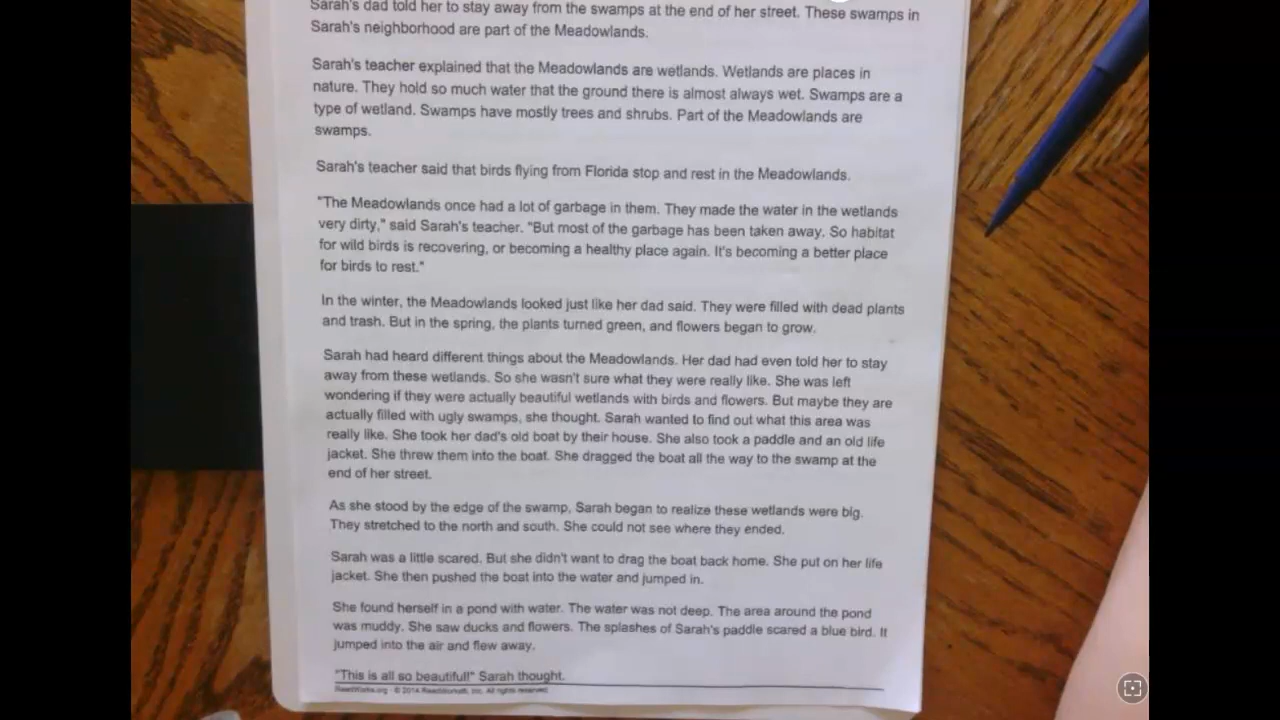 Sarah's dad told her to stay away from the swamps at the end of her street. These swamps in
Sarah's neighborhood are part of the Meadowlands.
Sarah's teacher explained that the Meadowlands are wetlands. Wetlands are places in
nature. They hold so much water that the ground there is almost always wet. Swamps are a
type of wetland. Swamps have mostly trees and shrubs. Part of the Meadowlands are
swamps.
Sarah's teacher said that birds flying from Florida stop and rest in the Meadowlands.
"The Meadowlands once had a lot of garbage in them. They made the water in the wetlands
very dirty," said Sarah's teacher. "But most of the garbage has been taken away. So habitat
for wild birds is recovering, or becoming a healthy place again. It's becoming a better place
for birds to rest."
In the winter, the Meadowlands looked just like her dad said. They were filled with dead plants
and trash. But in the spring, the plants turned green, and flowers began to grow.
Sarah had heard different things about the Meadowlands. Her dad had even told her to stay
away from these wetlands. So she wasn't sure what they were really like. She was left
wondering if they were actually beautiful wetlands with birds and flowers. But maybe they are
actually filled with ugly swamps, she thought. Sarah wanted to find out what this area was
really like. She took her dad's old boat by their house. She also took a paddle and an old life
jacket. She threw them into the boat. She dragged the boat all the way to the swamp at the
end of her street.
As she stood by the edge of the swamp, Sarah began to realize these wetlands were big.
They stretched to the north and south. She could not see where they ended.
Sarah was a little scared. But she didn't want to drag the boat back home. She put on her life
jacket. She then pushed the boat into the water and jumped in.
She found herself in a pond with water. The water was not deep. The area around the pond
was muddy. She saw ducks and flowers. The splashes of Sarah's paddle scared a blue bird. It
jumped into the air and flew away.
"This is all so beautiful!" Sarah thought.
ReadWorks.org · © 2014 ReadWorks®, Inc. All rights reserved.